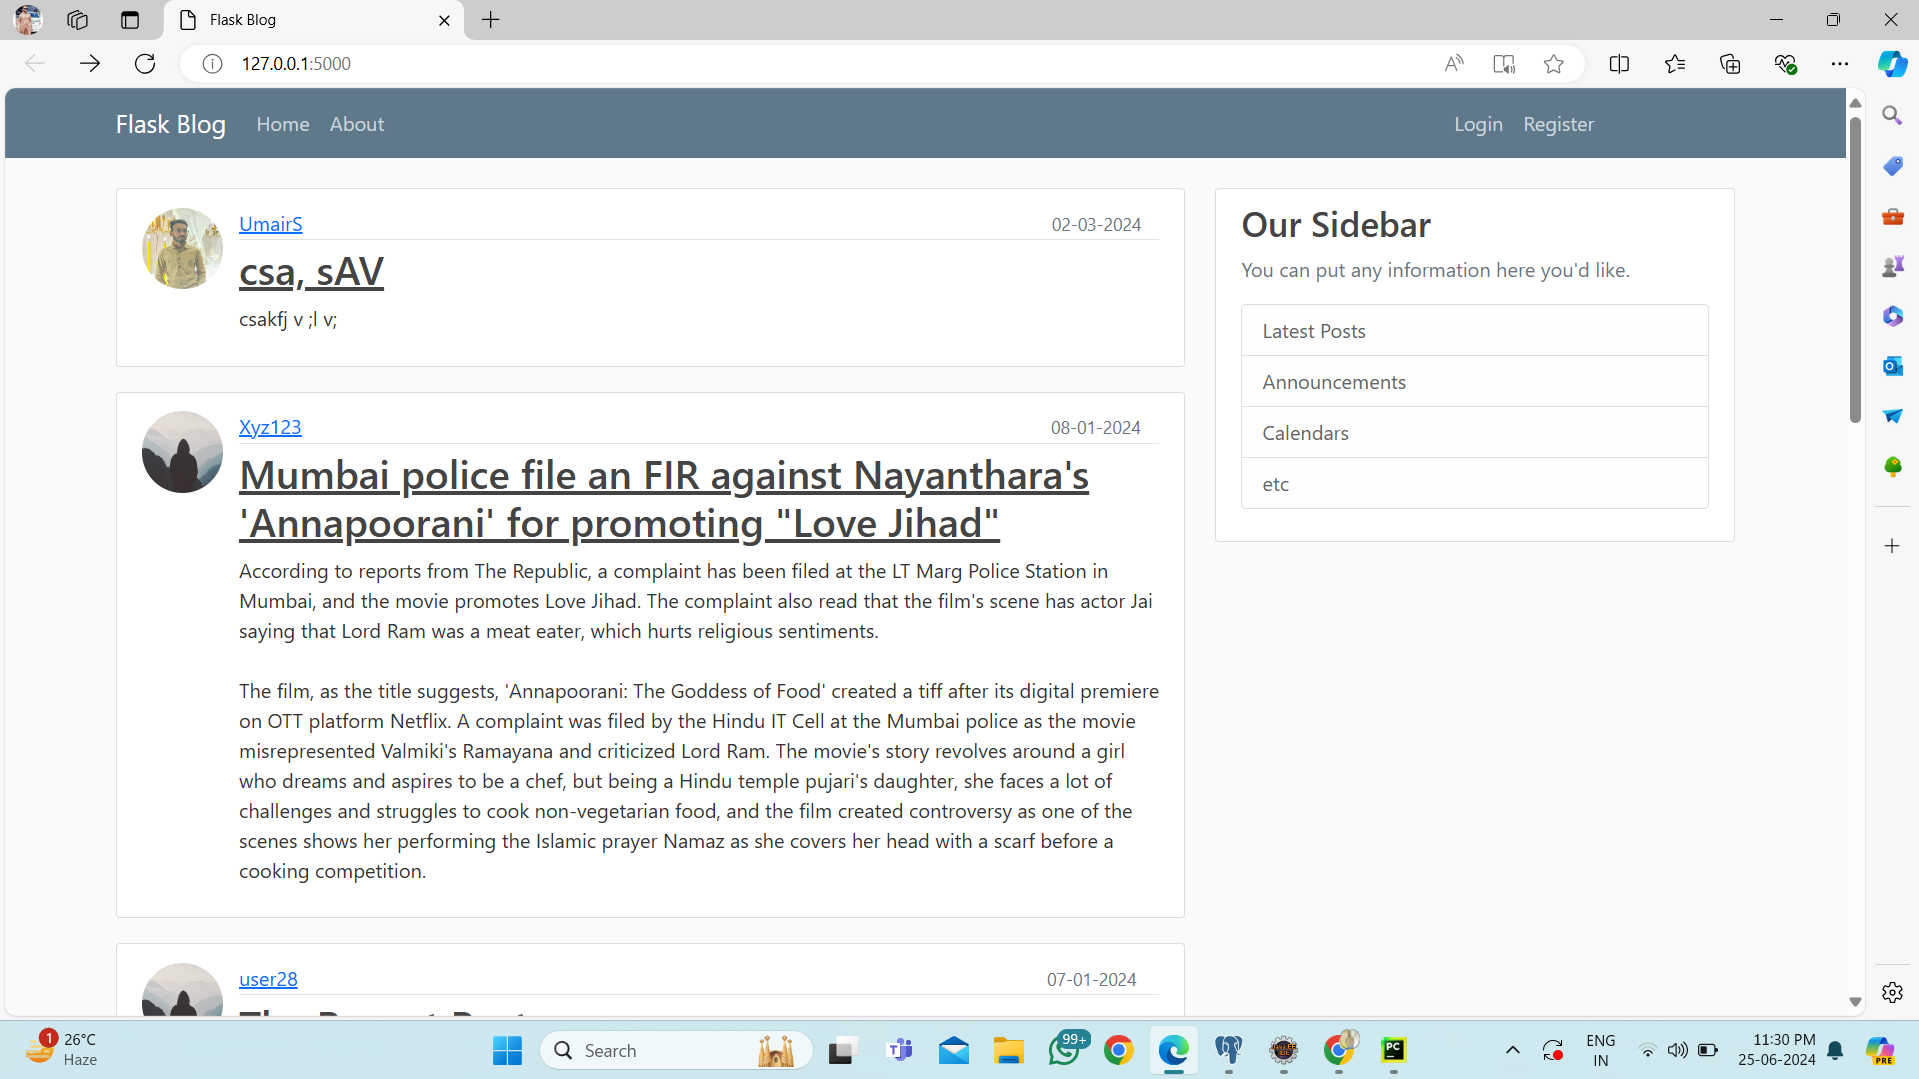 Flask Blog
127.0.0.1:5000
Flask Blog
Home
About
Login
Register
UmairS
02-03-2024
csa, sAV
csakfj v ;l v;
Xyz123
08-01-2024
Mumbai police file an FIR against Nayanthara's
'Annapoorani' for promoting "Love Jihad"
According to reports from The Republic, a complaint has been filed at the LT Marg Police Station in
Mumbai, and the movie promotes Love Jihad. The complaint also read that the film's scene has actor Jai
saying that Lord Ram was a meat eater, which hurts religious sentiments.
The film, as the title suggests, 'Annapoorani: The Goddess of Food' created a tiff after its digital premiere
on OTT platform Netflix. A complaint was filed by the Hindu IT Cell at the Mumbai police as the movie
misrepresented Valmiki's Ramayana and criticized Lord Ram. The movie's story revolves around a girl
who dreams and aspires to be a chef, but being a Hindu temple pujari's daughter, she faces a lot of
challenges and struggles to cook non-vegetarian food, and the film created controversy as one of the
scenes shows her performing the Islamic prayer Namaz as she covers her head with a scarf before a
cooking competition.
user28
07-01-2024
Our Sidebar
You can put any information here you'd like.
Latest Posts
Announcements
Calendars
etc
1
26°C
Haze
Search
99+
PC
ENG
IN
11:30 PM
25-06-2024
PRE